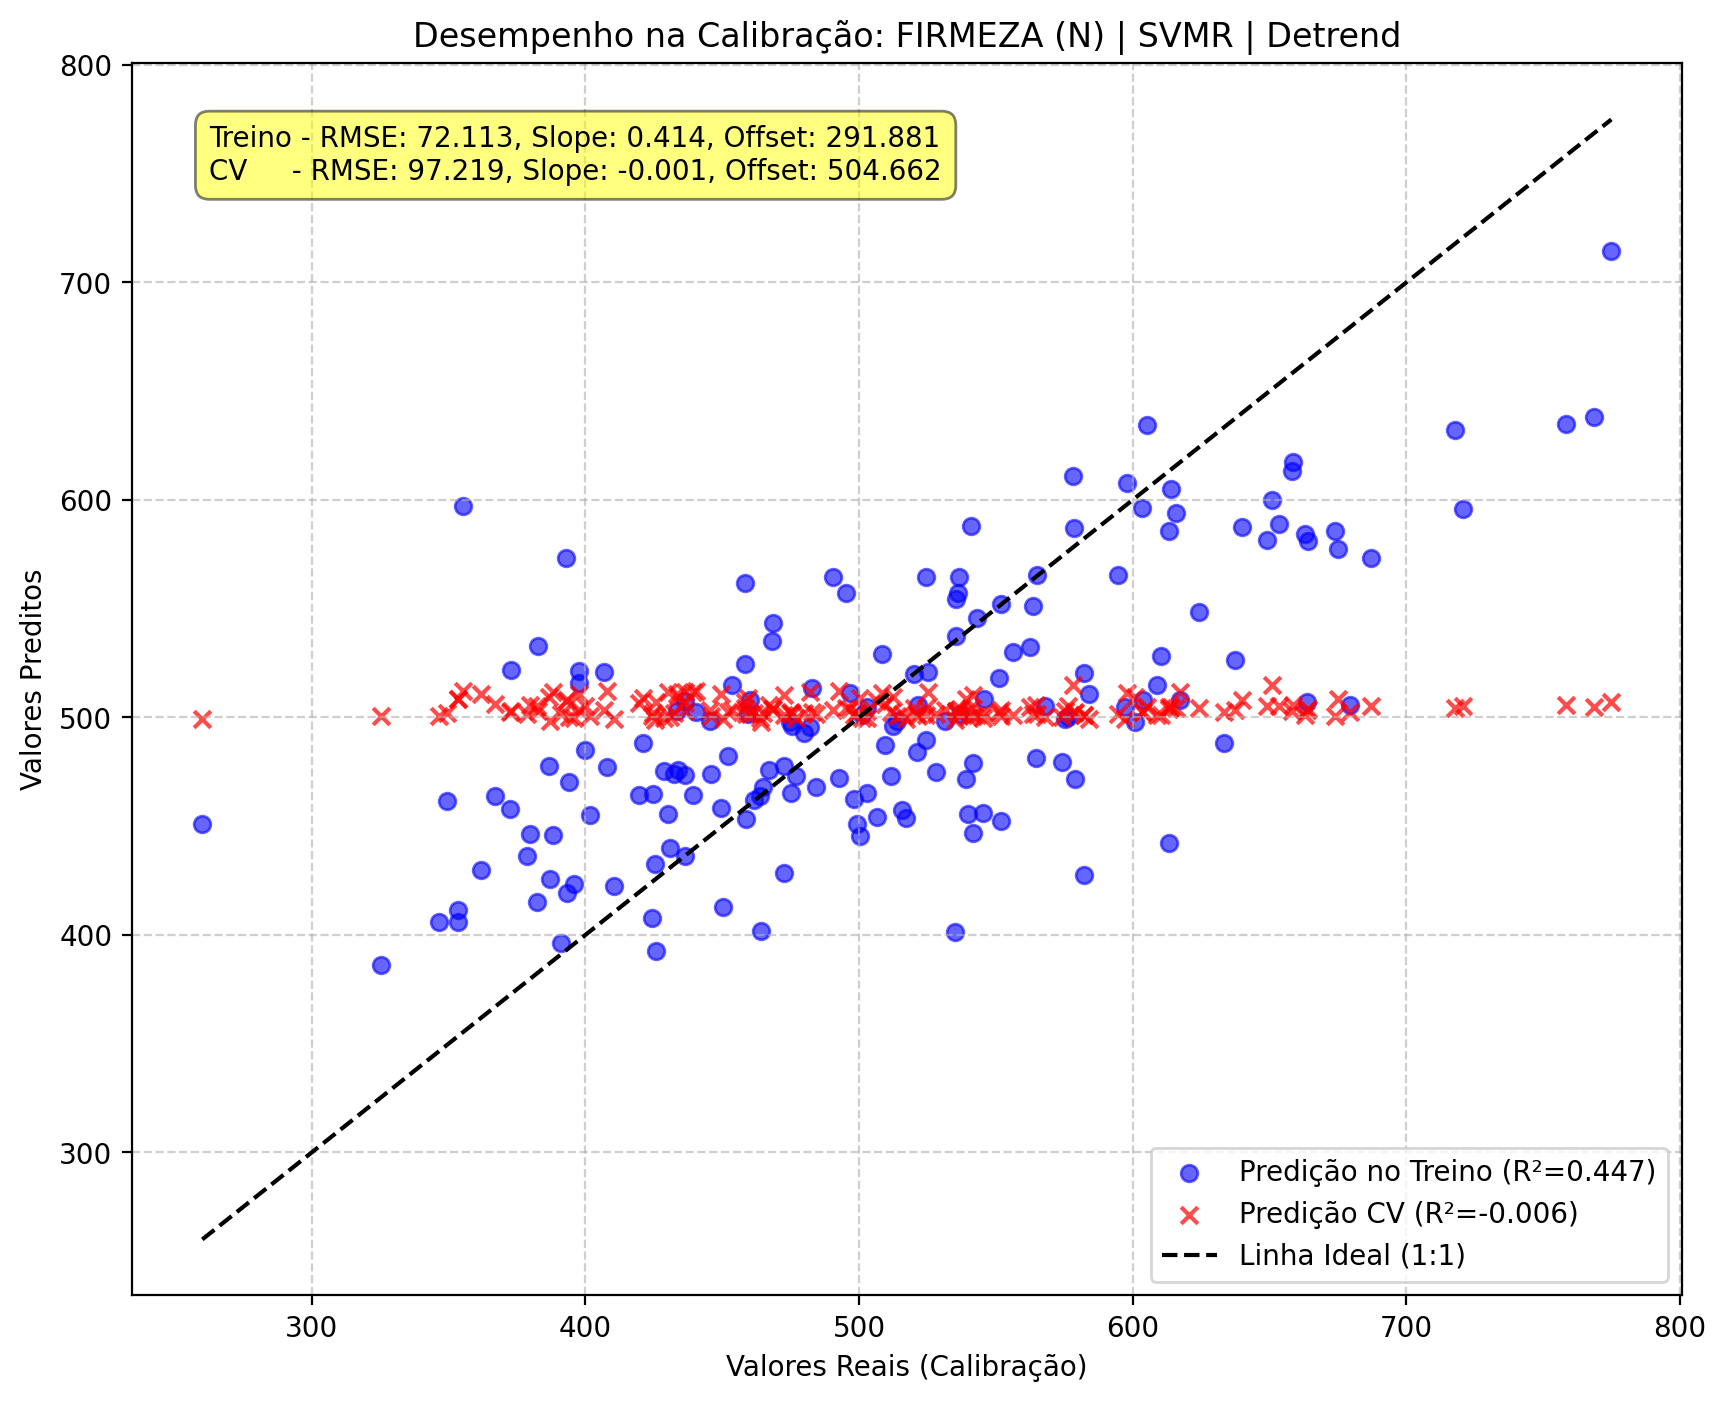 Desempenho na Calibração: FIRMEZA (N) | SVMR | Detrend
Treino - RMSE: 72.113, Slope: 0.414, Offset: 291.881
CV - RMSE: 97.219, Slope: -0.001, Offset: 504.662
Valores Preditos
800
700
600
500
400
300
Predição no Treino (R²=0.447)
Predição CV (R²=-0.006)
Linha Ideal (1:1)
300 400 500 600 700 800
Valores Reais (Calibração)